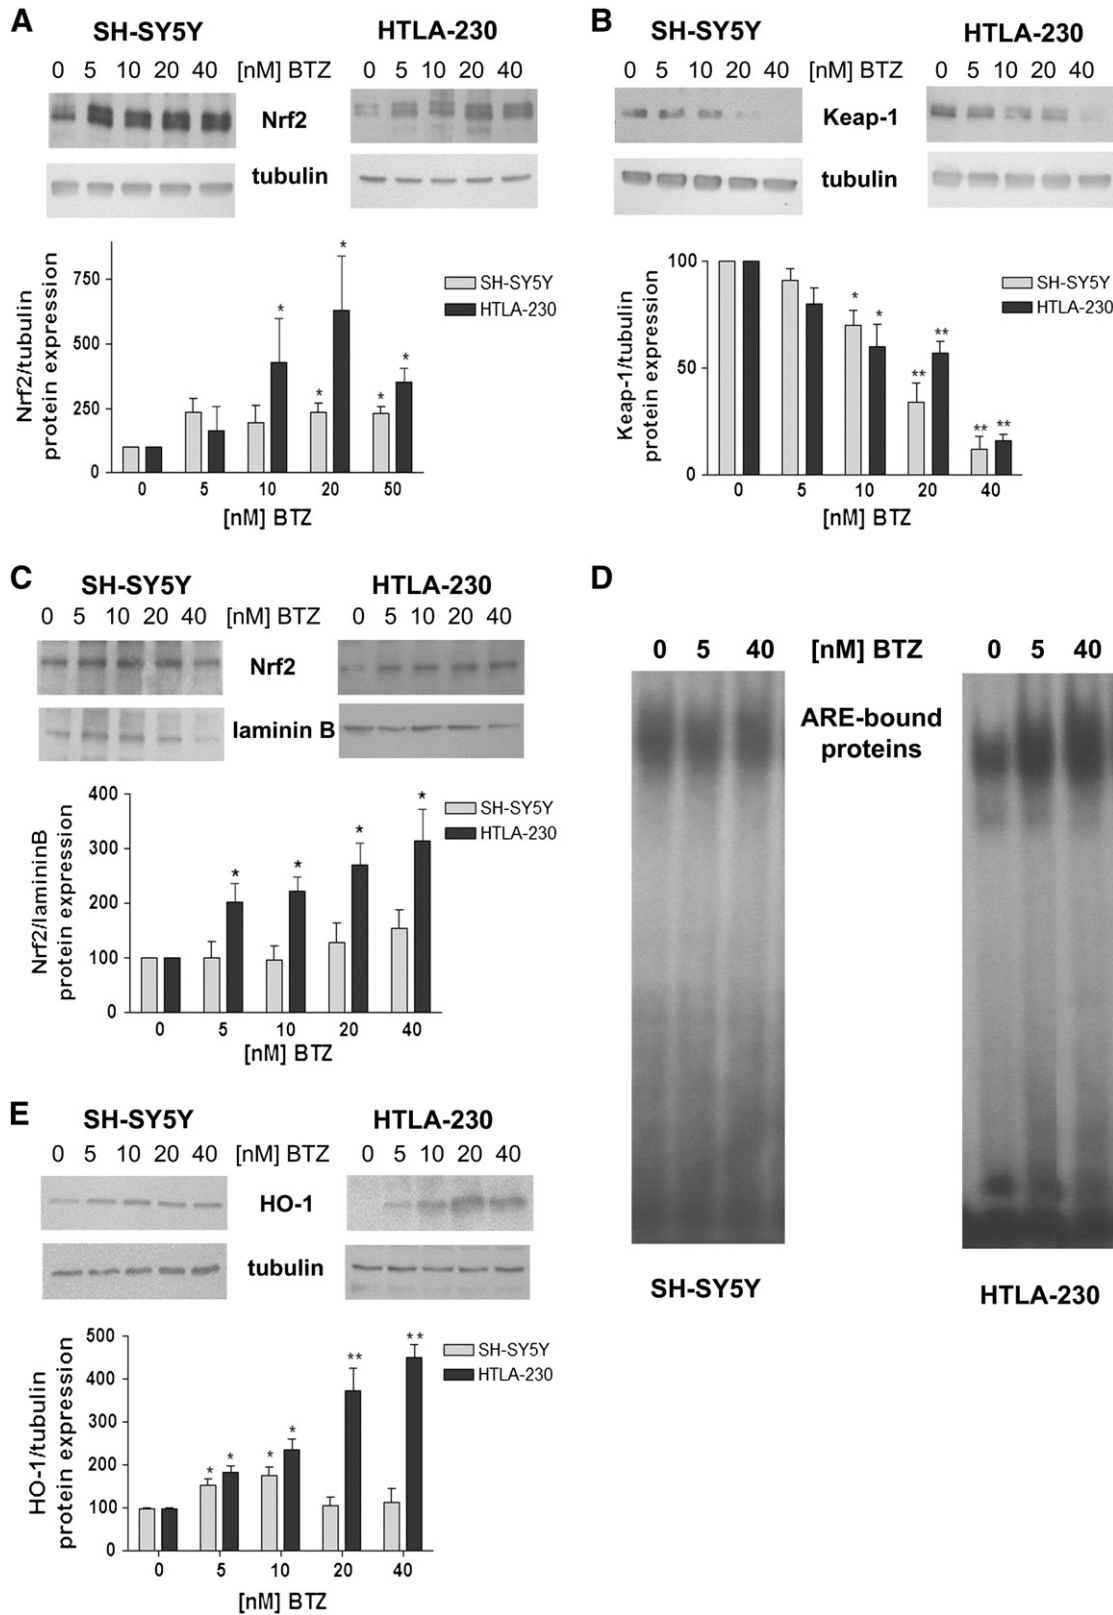 A
SH-SY5Y
HTLA-230
0 5 10 20 40 [nM] BTZ 0 5 10 20 40
Nrf2
tubulin
Nrf2/tubulin
protein expression
750
500
250
0
* * * * *
SH-SY5Y
HTLA-230
0 5 10 20 50
[nM] BTZ
B
SH-SY5Y
HTLA-230
0 5 10 20 40 [nM] BTZ 0 5 10 20 40
Keap-1
tubulin
Keap-1/tubulin
protein expression
100
50
0
* * ** ** ** **
SH-SY5Y
HTLA-230
0 5 10 20 40
[nM] BTZ
C
SH-SY5Y
HTLA-230
0 5 10 20 40 [nM] BTZ 0 5 10 20 40
Nrf2
laminin B
Nrf2/lamininB
protein expression
400
300
200
100
0
* * * *
SH-SY5Y
HTLA-230
0 5 10 20 40
[nM] BTZ
D
0 5 40 [nM] BTZ 0 5 40
ARE-bound
proteins
SH-SY5Y
HTLA-230
E
SH-SY5Y
HTLA-230
0 5 10 20 40 [nM] BTZ 0 5 10 20 40
HO-1
tubulin
HO-1/tubulin
protein expression
500
400
300
200
100
0
* * * * ** **
SH-SY5Y
HTLA-230
0 5 10 20 40
[nM] BTZ